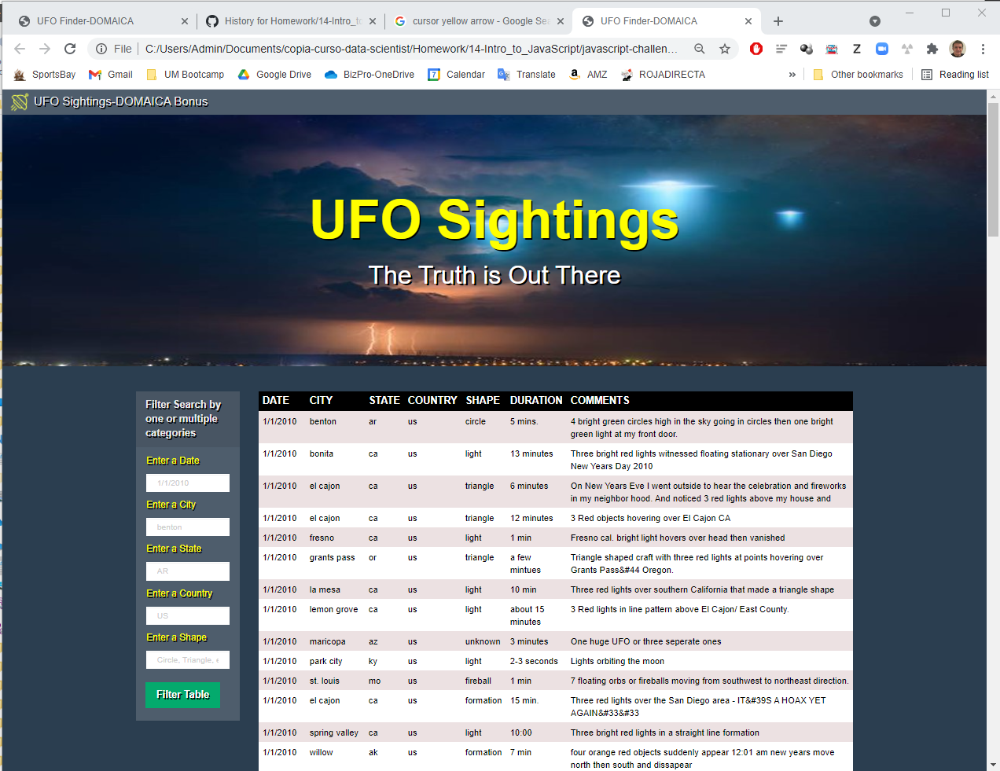 UFO Finder-DOMAICA
History for Homework/14-Intro_to
cursor yellow arrow - Google Sea
UFO Finder-DOMAICA
File
C:/Users/Admin/Documents/copia-curso-data-scientist/Homework/14-Intro_to_JavaScript/javascript-challen...
SportsBay
Gmail
UM Bootcamp
Google Drive
BizPro-OneDrive
7
Calendar
Translate
AMZ
ROJADIRECTA
»
Other bookmarks
Reading list
UFO Sightings-DOMAICA Bonus
UFO Sightings
The Truth is Out There
Filter Search by
one or multiple
categories
Enter a Date
1/1/2010
Enter a City
benton
Enter a State
AR
Enter a Country
US
Enter a Shape
Circle, Triangle, e
Filter Table
DATE CITY STATE COUNTRY SHAPE DURATION COMMENTS
1/1/2010 benton ar us circle 5 mins. 4 bright green circles high in the sky going in circles then one bright
green light at my front door.
1/1/2010 bonita ca us light 13 minutes Three bright red lights witnessed floating stationary over San Diego
New Years Day 2010
1/1/2010 el cajon ca us triangle 6 minutes On New Years Eve I went outside to hear the celebration and fireworks
in my neighbor hood. And noticed 3 red lights above my house and
1/1/2010 el cajon ca us triangle 12 minutes 3 Red objects hovering over El Cajon CA
1/1/2010 fresno ca us light 1 min Fresno cal. bright light hovers over head then vanished
1/1/2010 grants pass or us triangle a few Triangle shaped craft with three red lights at points hovering over
mintues Grants Pass&#44 Oregon.
1/1/2010 la mesa ca us light 10 min Three red lights over southern California that made a triangle shape
1/1/2010 lemon grove ca us light about 15 3 Red lights in line pattern above El Cajon/ East County.
minutes
1/1/2010 maricopa az us unknown 3 minutes One huge UFO or three seperate ones
1/1/2010 park city ky us light 2-3 seconds Lights orbiting the moon
1/1/2010 st. louis mo us fireball 1 min 7 floating orbs or fireballs moving from southwest to northeast direction.
1/1/2010 el cajon ca us formation 15 min. Three red lights over the San Diego area - IT&#39S A HOAX YET
AGAIN&#33&#33
1/1/2010 spring valley ca us light 10:00 Three bright red lights in a straight line formation
1/1/2010 willow ak us formation 7 min four orange red objects suddenly appear 12:01 am new years move
north then south and dissapear